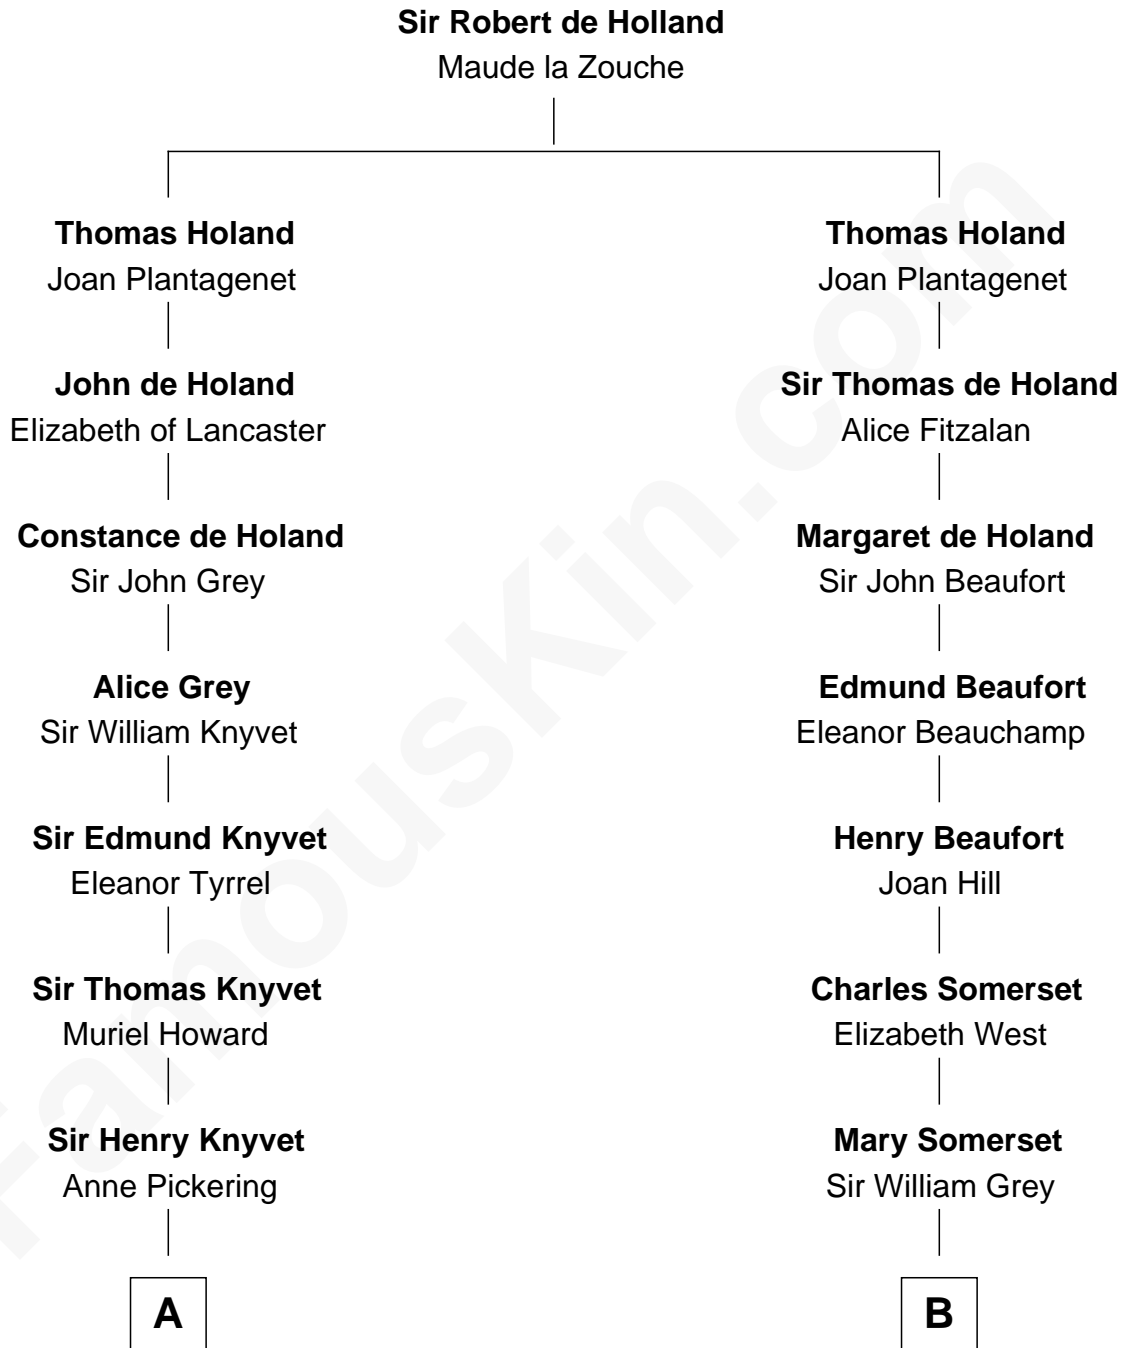 Sir Robert de Holland
Maude la Zouche
Thomas Holand
Joan Plantagenet
John de Holand
Elizabeth of Lancaster
Constance de Holand
Sir John Grey
Alice Grey
Sir William Knyvet
Sir Edmund Knyvet
Eleanor Tyrrel
Sir Thomas Knyvet
Muriel Howard
Sir Henry Knyvet
Anne Pickering
A
Thomas Holand
Joan Plantagenet
Sir Thomas de Holand
Alice Fitzalan
Margaret de Holand
Sir John Beaufort
Edmund Beaufort
Eleanor Beauchamp
Henry Beaufort
Joan Hill
Charles Somerset
Elizabeth West
Mary Somerset
Sir William Grey
B
FamousKin.com